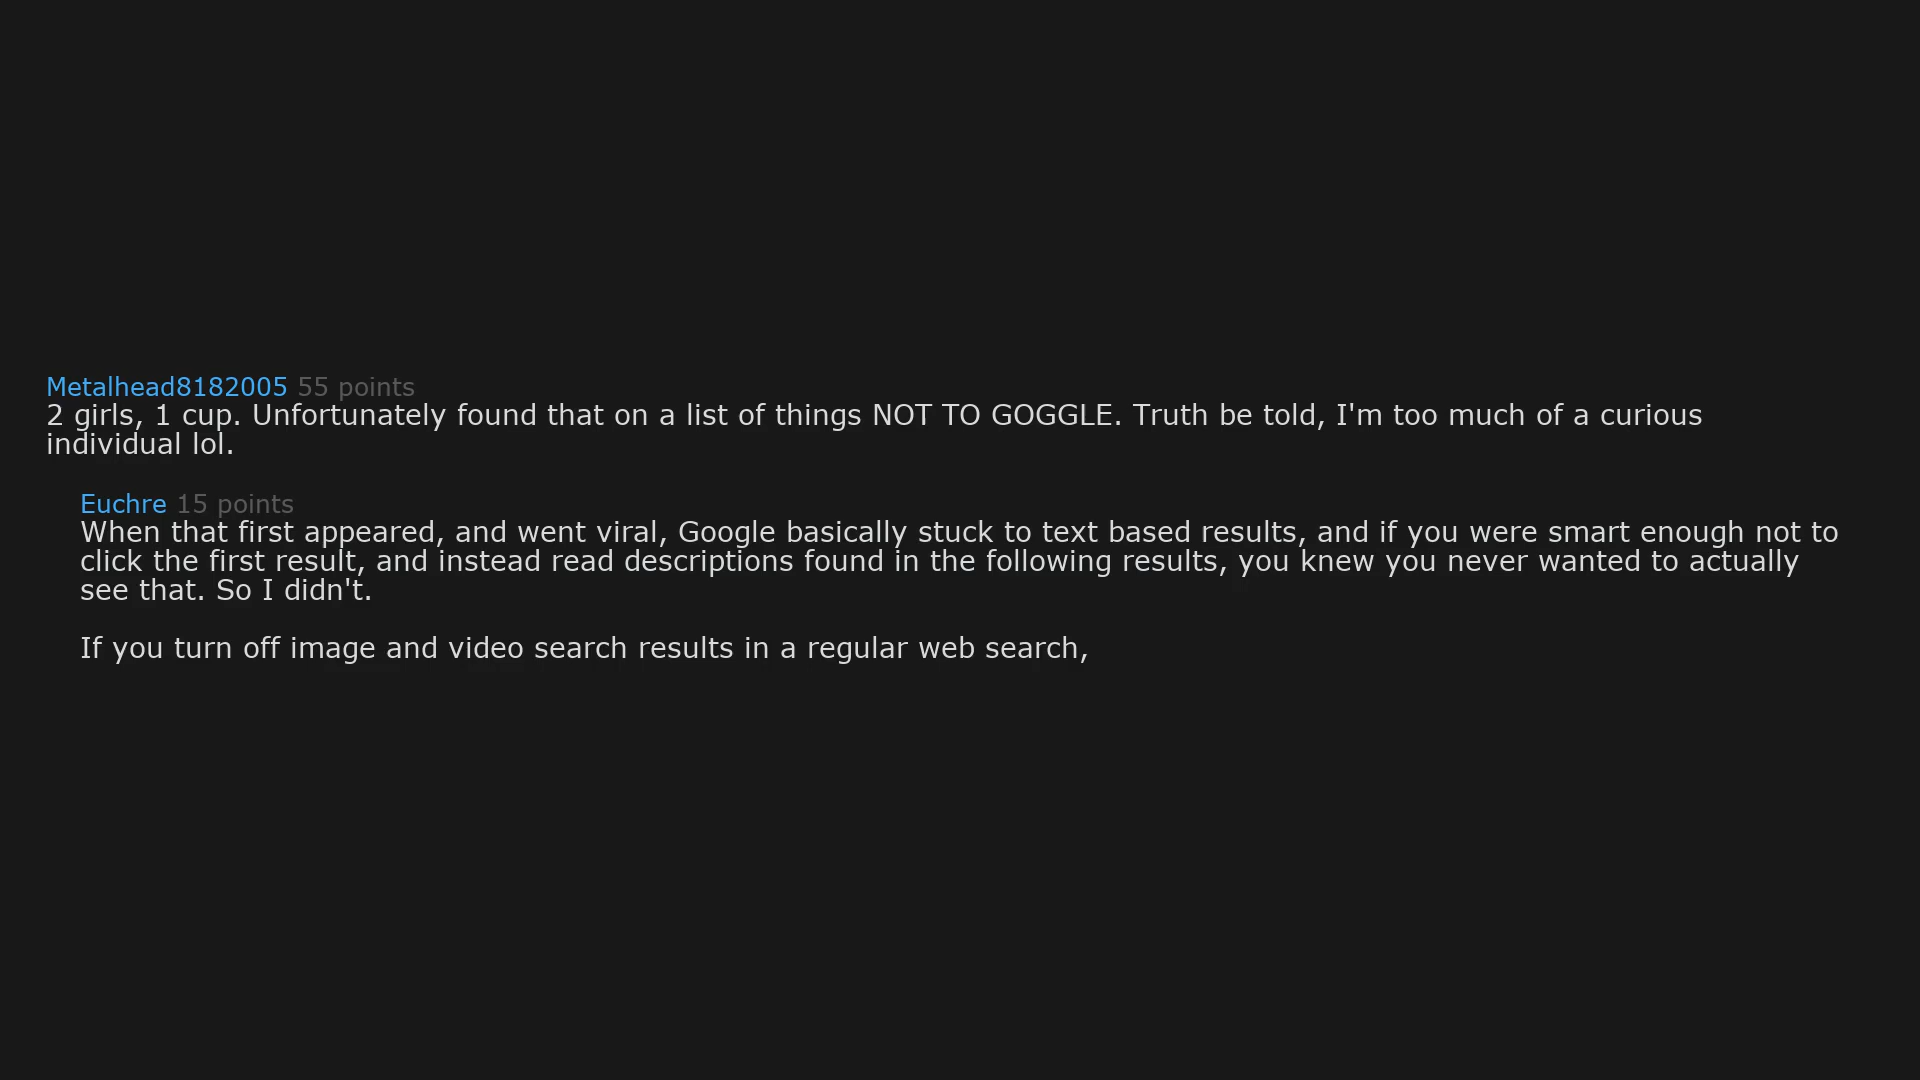 Metalhead8182005 55 points
2 girls, 1 cup. Unfortunately found that on a list of things NOT TO GOGGLE. Truth be told, I'm too much of a curious
individual lol.
Euchre 15 points
When that first appeared, and went viral, Google basically stuck to text based results, and if you were smart enough not to
click the first result, and instead read descriptions found in the following results, you knew you never wanted to actually
see that. So I didn't.
If you turn off image and video search results in a regular web search,